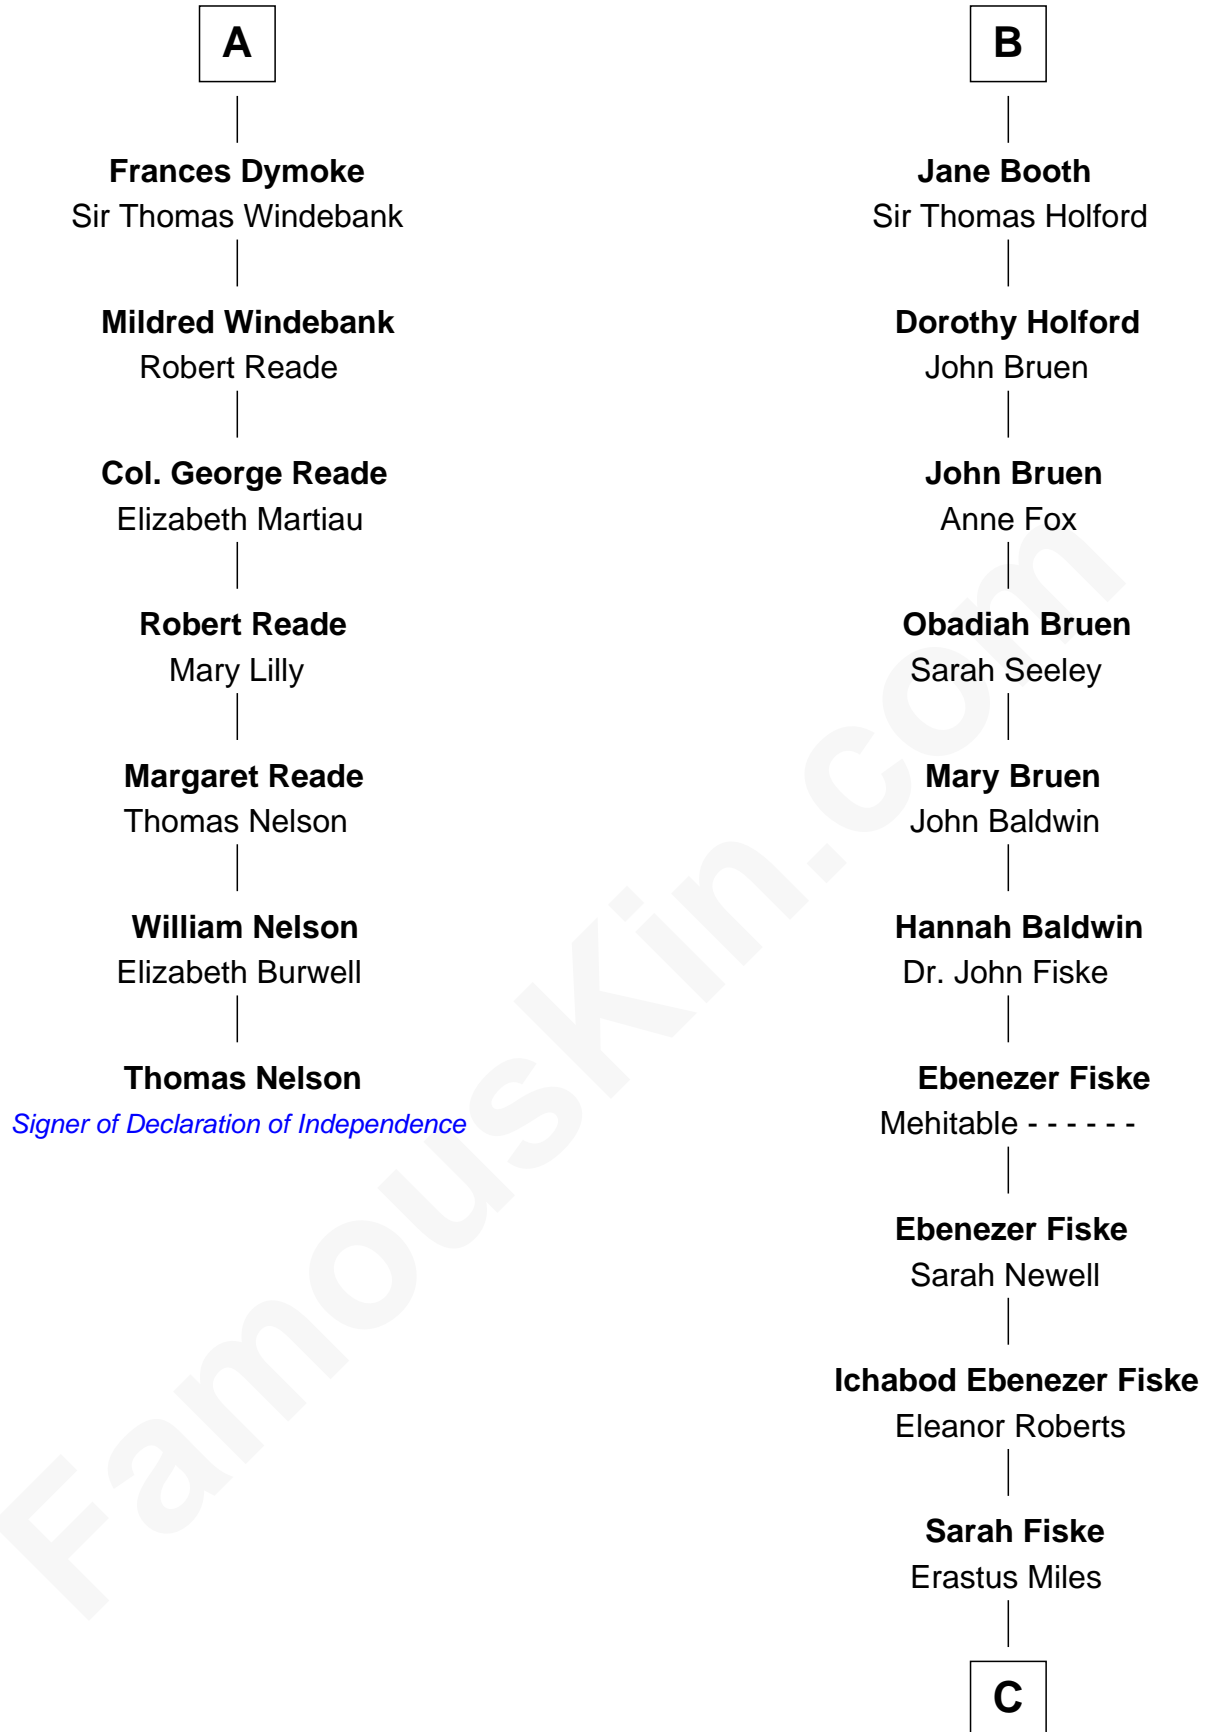 A
Frances Dymoke
Sir Thomas Windebank
Mildred Windebank
Robert Reade
Col. George Reade
Elizabeth Martiau
Robert Reade
Mary Lilly
Margaret Reade
Thomas Nelson
William Nelson
Elizabeth Burwell
Thomas Nelson
Signer of Declaration of Independence
B
Jane Booth
Sir Thomas Holford
Dorothy Holford
John Bruen
John Bruen
Anne Fox
Obadiah Bruen
Sarah Seeley
Mary Bruen
John Baldwin
Hannah Baldwin
Dr. John Fiske
Ebenezer Fiske
Mehitable - - - - - -
Ebenezer Fiske
Sarah Newell
Ichabod Ebenezer Fiske
Eleanor Roberts
Sarah Fiske
Erastus Miles
C
FamousKin.com